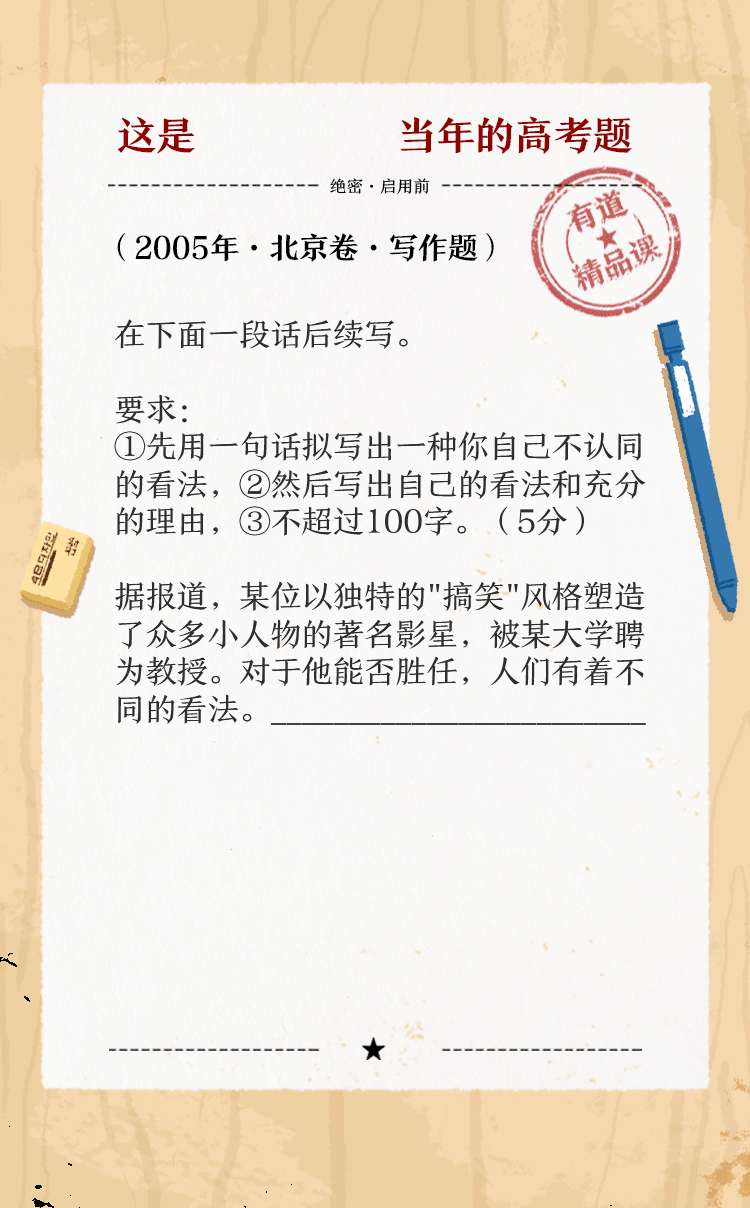 这是 当年的高考题
绝密·启用前
有道
精品课
（2005年·北京卷·写作题）
在下面一段话后续写。
要求：
①先用一句话拟写出一种你自己不认同
的看法，②然后写出自己的看法和充分
的理由，③不超过100字。（5分）
据报道，某位以独特的"搞笑"风格塑造
了众多小人物的著名影星，被某大学聘
为教授。对于他能否胜任，人们有着不
同的看法。________________________